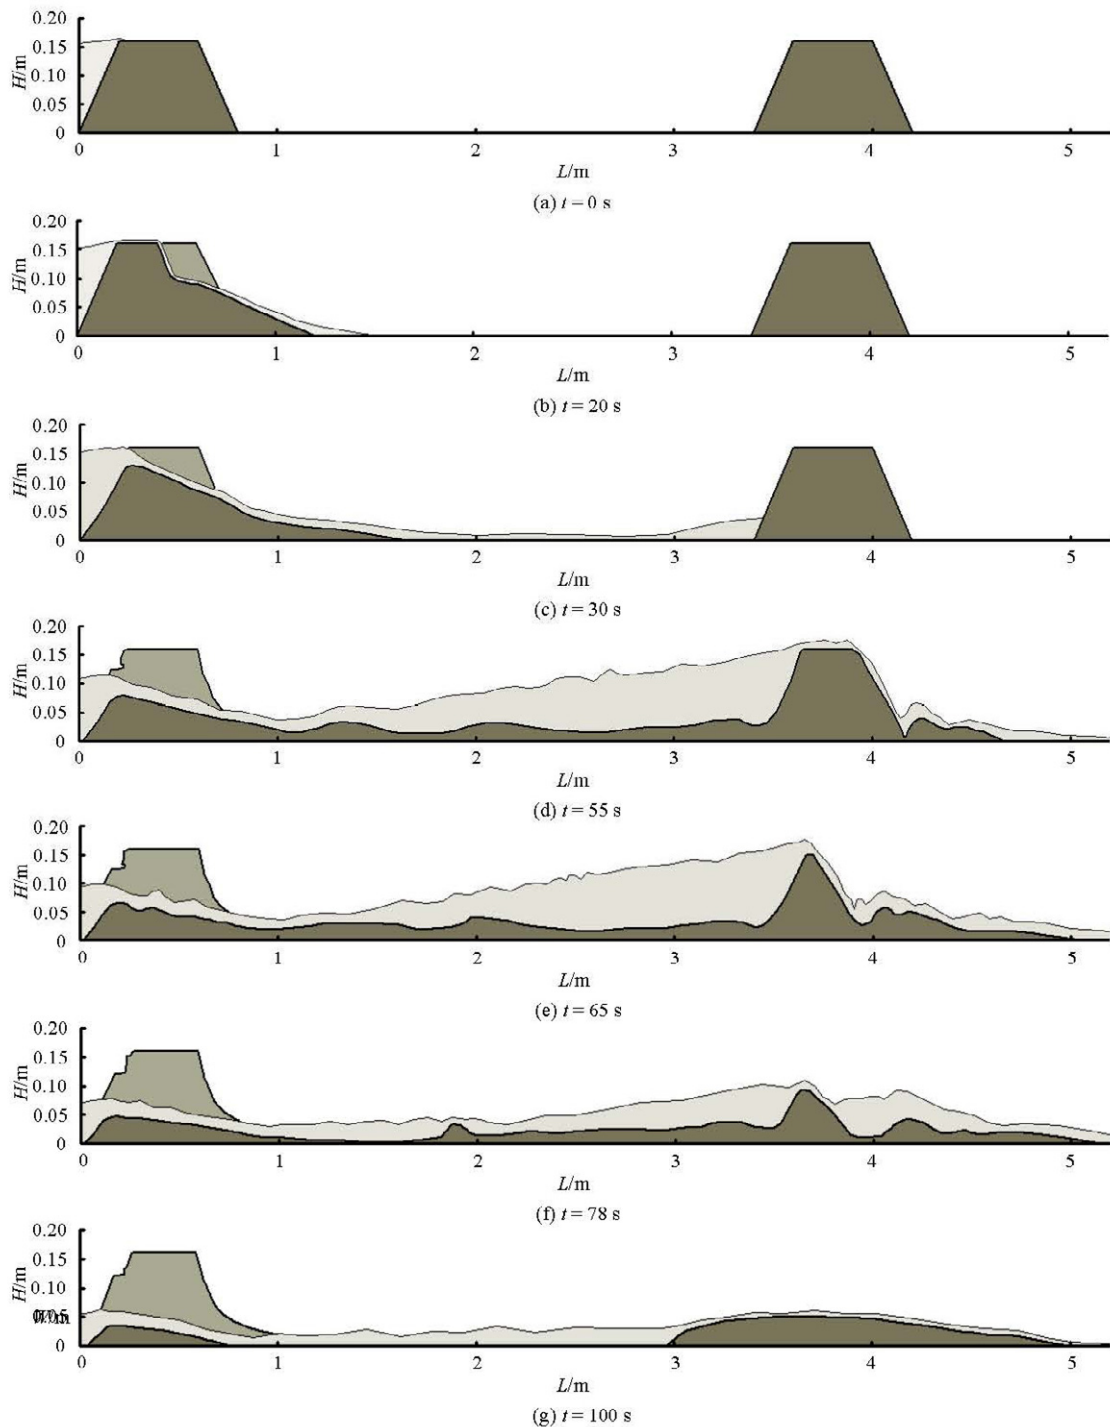 0.20
0.15
0.10
0.05
0
H/m
0 1 2 3 4 5
L/m
(a) t = 0 s
0.20
0.15
0.10
0.05
0
H/m
0 1 2 3 4 5
L/m
(b) t = 20 s
0.20
0.15
0.10
0.05
0
H/m
0 1 2 3 4 5
L/m
(c) t = 30 s
0.20
0.15
0.10
0.05
0
H/m
0 1 2 3 4 5
L/m
(d) t = 55 s
0.20
0.15
0.10
0.05
0
H/m
0 1 2 3 4 5
L/m
(e) t = 65 s
0.20
0.15
0.10
0.05
0
H/m
0 1 2 3 4 5
L/m
(f) t = 78 s
0.20
0.15
0.10
0
H/m
0 1 2 3 4 5
L/m
(g) t = 100 s